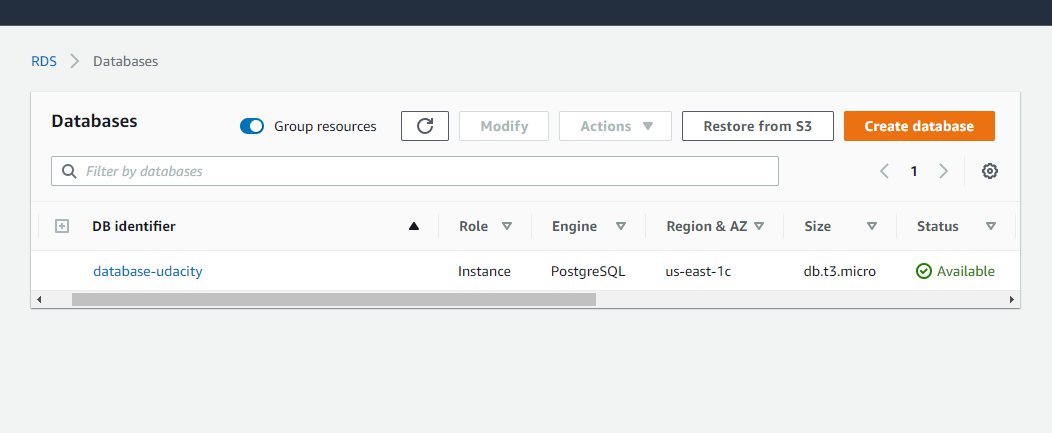 RDS > Databases
Databases Group resources Modify Actions Restore from S3 Create database
Filter by databases 1
DB identifier Role Engine Region & AZ Size Status
database-udacity Instance PostgreSQL us-east-1c db.t3.micro Available